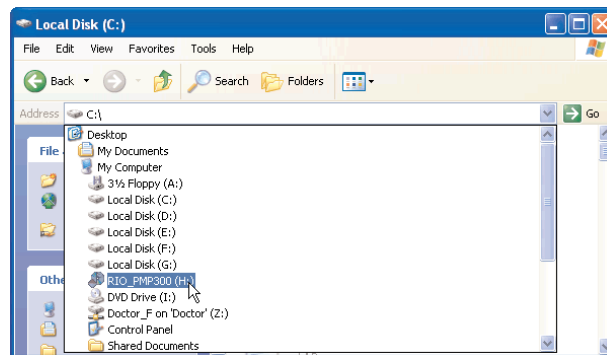 Local Disk (C:)
File Edit View Favorites Tools Help
Back Search Folders
Address C:\ Go
Desktop
File
My Documents
My Computer
3½ Floppy (A:)
Local Disk (C:)
Local Disk (D:)
Local Disk (E:)
Local Disk (F:)
Local Disk (G:)
Othe
RIO_PMP300 (H:)
DVD Drive (I:)
Doctor_F on 'Doctor' (Z:)
Control Panel
Shared Documents